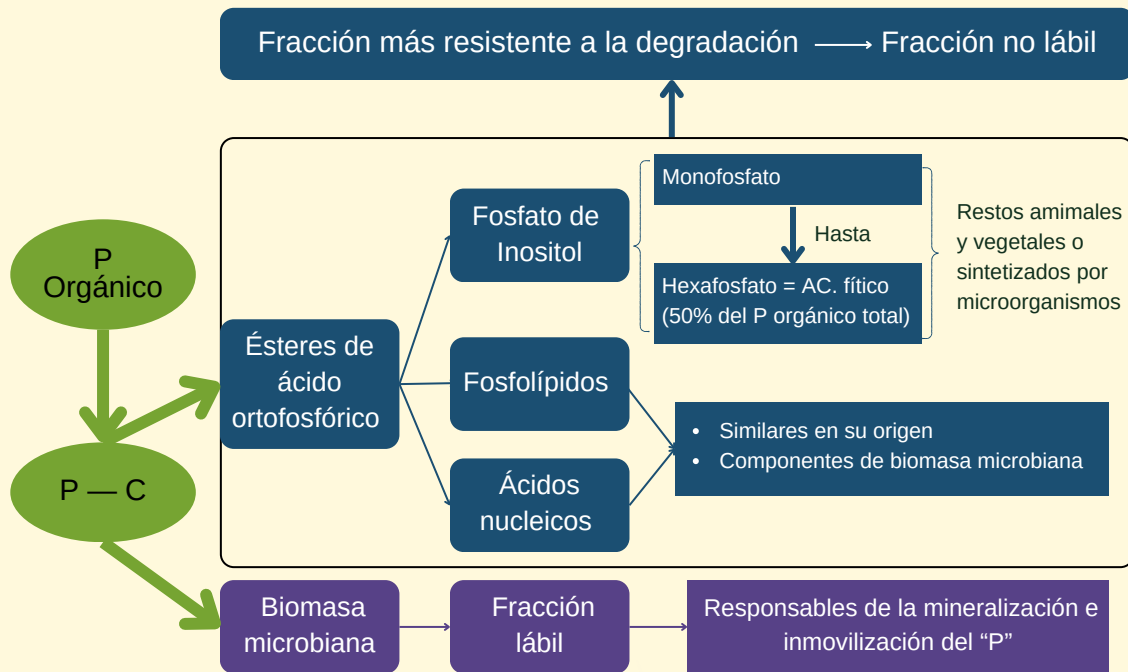 Fracción más resistente a la degradación → Fracción no lábil
P
Orgánico
P — C
Ésteres de
ácido
ortofosfórico
Fosfato de
Inositol
Monofosfato
Hasta
Hexafosfato = AC. fítico
(50% del P orgánico total)
Restos amimales
y vegetales o
sintetizados por
microorganismos
Fosfolípidos
Ácidos
nucleicos
• Similares en su origen
• Componentes de biomasa microbiana
Biomasa
microbiana
Fracción
lábil
Responsables de la mineralización e
inmovilización del “P”